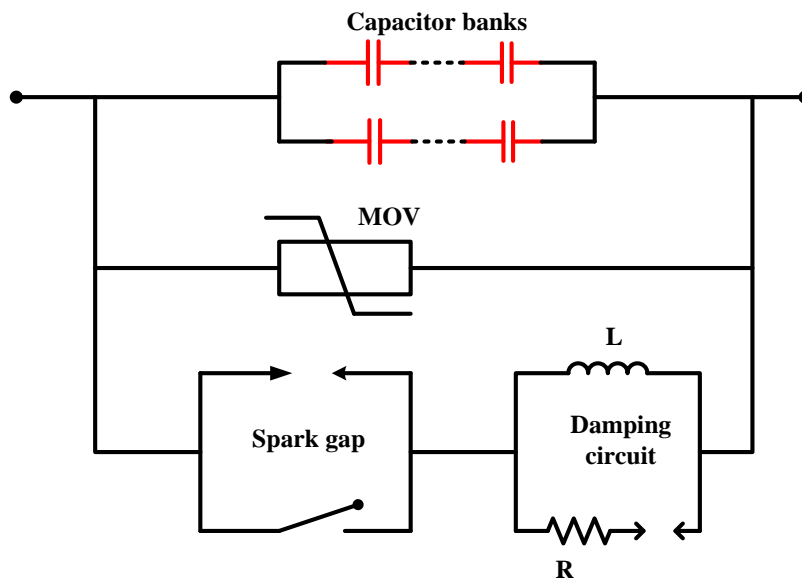 Capacitor banks
MOV
L
Spark gap
Damping
circuit
R